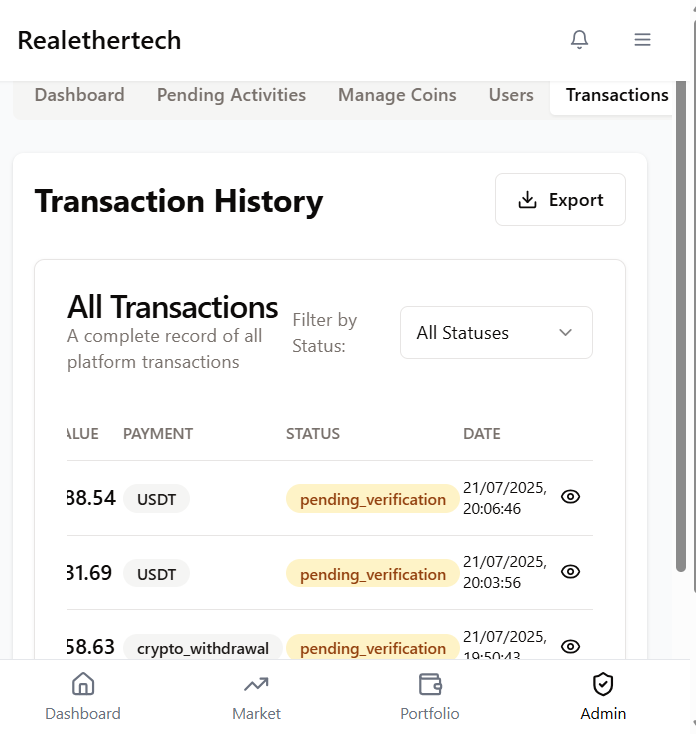 Realethertech
Dashboard Pending Activities Manage Coins Users Transactions
Transaction History
Export
All Transactions
A complete record of all
platform transactions
Filter by
Status:
All Statuses
ALUE PAYMENT STATUS DATE
38.54 USDT pending_verification 21/07/2025,
20:06:46
31.69 USDT pending_verification 21/07/2025,
20:03:56
58.63 crypto_withdrawal pending_verification 21/07/2025,
19:50:43
Dashboard Market Portfolio Admin